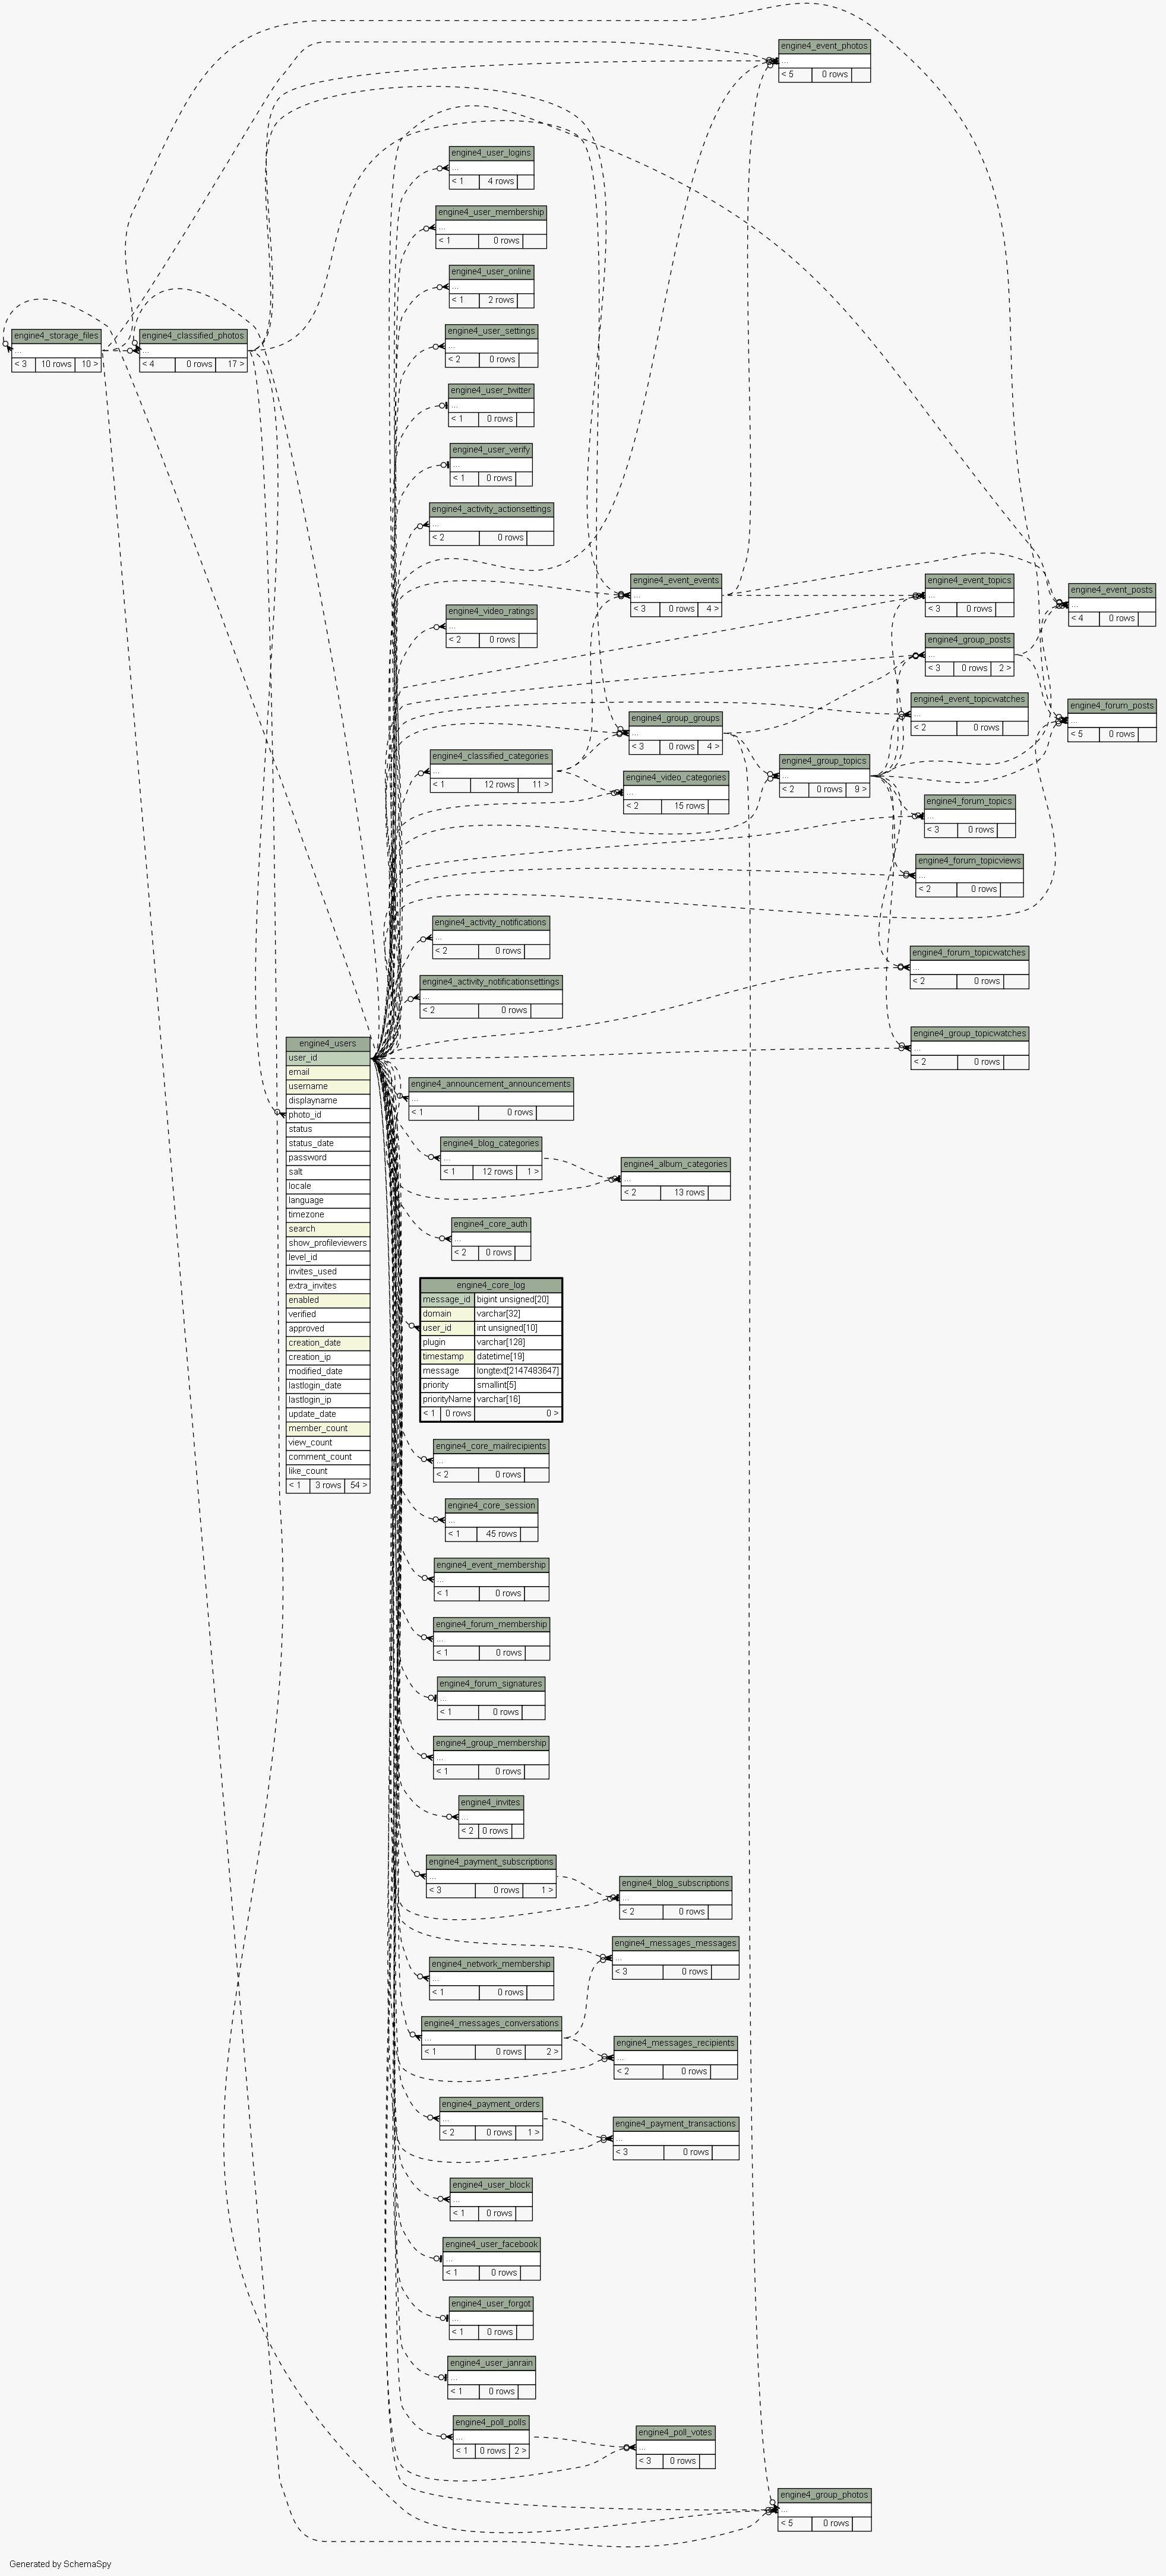 engine4_event_photos
...
< 5 0 rows
engine4_user_logins
...
< 1 4 rows
engine4_user_membership
...
< 1 0 rows
engine4_user_online
...
< 1 2 rows
engine4_storage_files
...
< 3 10 rows 10 >
engine4_classified_photos
...
< 4 0 rows 17 >
engine4_user_settings
...
< 2 0 rows
engine4_user_twitter
...
< 1 0 rows
engine4_user_verify
...
< 1 0 rows
engine4_activity_actionsettings
...
< 2 0 rows
engine4_event_events
...
< 3 0 rows 4 >
engine4_event_topics
...
< 3 0 rows
engine4_event_posts
...
< 4 0 rows
engine4_video_ratings
...
< 2 0 rows
engine4_group_posts
...
< 3 0 rows 2 >
engine4_event_topicwatches
...
< 2 0 rows
engine4_forum_posts
...
< 5 0 rows
engine4_group_groups
...
< 3 0 rows 4 >
engine4_classified_categories
...
< 1 12 rows 11 >
engine4_group_topics
...
< 2 0 rows 9 >
engine4_video_categories
...
< 2 15 rows
engine4_forum_topics
...
< 3 0 rows
engine4_forum_topicviews
...
< 2 0 rows
engine4_activity_notifications
...
< 2 0 rows
engine4_forum_topicwatches
...
< 2 0 rows
engine4_activity_notificationsettings
...
< 2 0 rows
engine4_group_topicwatches
...
< 2 0 rows
engine4_users
user_id
email
username
displayname
photo_id
status
status_date
password
salt
locale
language
timezone
search
show_profileviewers
level_id
invites_used
extra_invites
enabled
verified
approved
creation_date
creation_ip
modified_date
lastlogin_date
lastlogin_ip
update_date
member_count
view_count
comment_count
like_count
< 1 3 rows 54 >
engine4_announcement_announcements
...
< 1 0 rows
engine4_blog_categories
...
< 1 12 rows 1 >
engine4_album_categories
...
< 2 13 rows
engine4_core_auth
...
< 2 0 rows
engine4_core_log
message_id bigint unsigned[20]
domain varchar[32]
user_id int unsigned[10]
plugin varchar[128]
timestamp datetime[19]
message longtext[2147483647]
priority smallint[5]
priorityName varchar[16]
< 1 0 rows 0 >
engine4_core_mailrecipients
...
< 2 0 rows
engine4_core_session
...
< 1 45 rows
engine4_event_membership
...
< 1 0 rows
engine4_forum_membership
...
< 1 0 rows
engine4_forum_signatures
...
< 1 0 rows
engine4_group_membership
...
< 1 0 rows
engine4_invites
...
< 2 0 rows
engine4_payment_subscriptions
...
< 3 0 rows 1 >
engine4_blog_subscriptions
...
< 2 0 rows
engine4_messages_messages
...
< 3 0 rows
engine4_network_membership
...
< 1 0 rows
engine4_messages_conversations
...
< 1 0 rows 2 >
engine4_messages_recipients
...
< 2 0 rows
engine4_payment_orders
...
< 2 0 rows 1 >
engine4_payment_transactions
...
< 3 0 rows
engine4_user_block
...
< 1 0 rows
engine4_user_facebook
...
< 1 0 rows
engine4_user_forgot
...
< 1 0 rows
engine4_user_janrain
...
< 1 0 rows
engine4_poll_polls
...
< 1 0 rows 2 >
engine4_poll_votes
...
< 3 0 rows
engine4_group_photos
...
< 5 0 rows
Generated by SchemaSpy